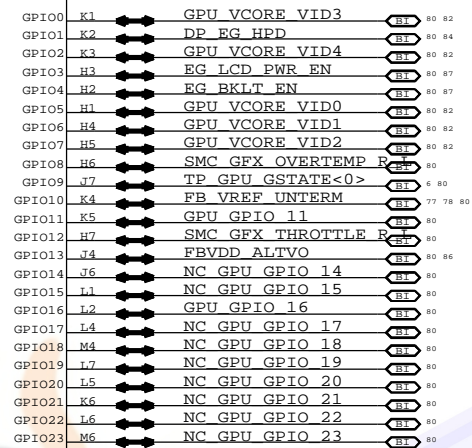 GPIO0 K1 GPU_VCORE_VID3 BI 80 82
GPIO1 K2 DP_EG_HPD BI 80 84
GPIO2 K3 GPU_VCORE_VID4 BI 80 82
GPIO3 H3 EG_LCD_PWR_EN BI 80 87
GPIO4 H2 EG_BKLT_EN BI 80 87
GPIO5 H1 GPU_VCORE_VID0 BI 80 82
GPIO6 H4 GPU_VCORE_VID1 BI 80 82
GPIO7 H5 GPU_VCORE_VID2 BI 80 82
GPIO8 H6 SMC_GFX_OVERTEMP_R_L BI 80
GPIO9 J7 TP_GPU_GSTATE<0> BI 6 80
GPIO10 K4 FB_VREF_UNTERM BI 77 78 80
GPIO11 K5 GPU_GPIO_11 BI 80
GPIO12 H7 SMC_GFX_THROTTLE_R_L BI 80
GPIO13 J4 FBVDD_ALTVO BI 80 86
GPIO14 J6 NC_GPU_GPIO_14 BI 80
GPIO15 L1 NC_GPU_GPIO_15 BI 80
GPIO16 L2 GPU_GPIO_16 BI 80
GPIO17 L4 NC_GPU_GPIO_17 BI 80
GPIO18 M4 NC_GPU_GPIO_18 BI 80
GPIO19 L7 NC_GPU_GPIO_19 BI 80
GPIO20 L5 NC_GPU_GPIO_20 BI 80
GPIO21 K6 NC_GPU_GPIO_21 BI 80
GPIO22 L6 NC_GPU_GPIO_22 BI 80
GPIO23 M6 NC_GPU_GPIO_23 BI 80